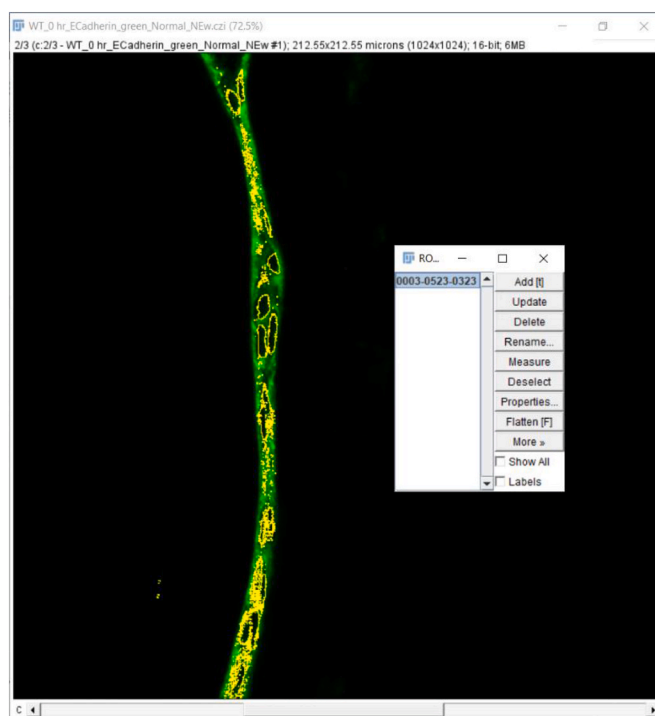 WT_0 hr_ECadherin_green_Normal_NEw.czi (72.5%)
2/3 (c:2/3 - WT_0 hr_ECadherin_green_Normal_NEw #1); 212.55x212.55 microns (1024x1024); 16-bit; 6MB
RO...
0003-0523-0323
Add [t]
Update
Delete
Rename...
Measure
Deselect
Properties...
Flatten [F]
More »
Show All
Labels
C